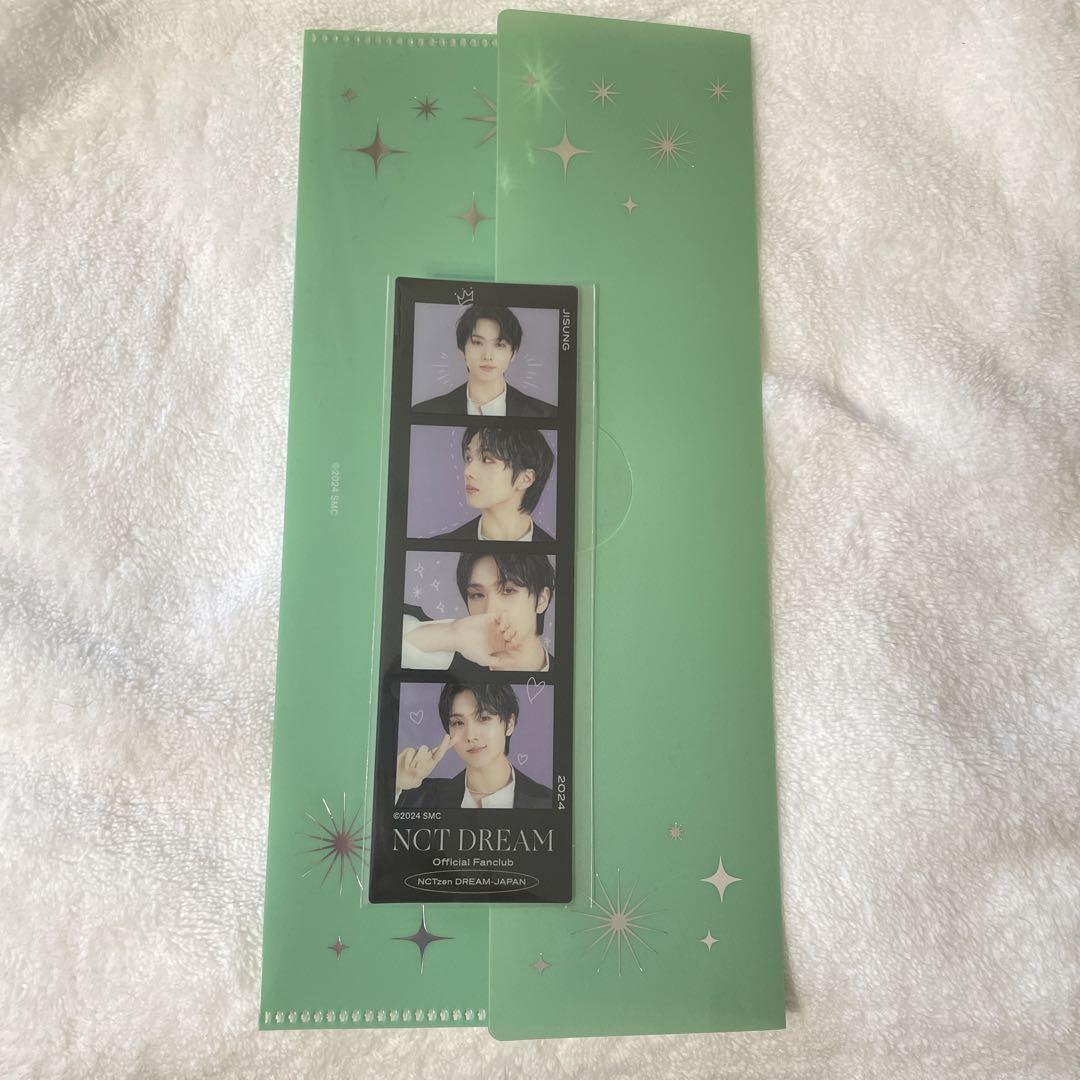 JISUNG
©2024 SMC
2024
©2024 SMC
NCT DREAM
Official Fanclub
NCTzen DREAM-JAPAN